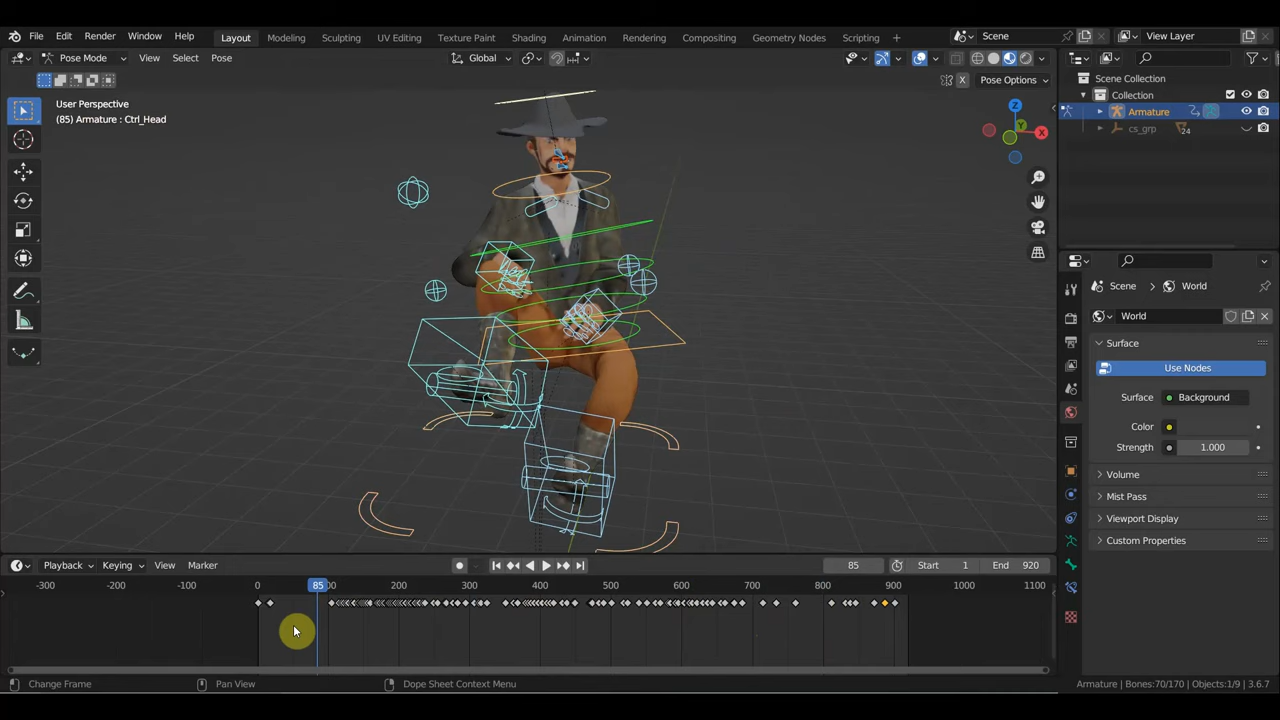 File Edit Render Window Help Layout Modeling Sculpting UV Editing Texture Paint Shading Animation Rendering Compositing Geometry Nodes Scripting + Scene View Layer
Pose Mode View Select Pose Global
X Pose Options
User Perspective
(85) Armature : Ctrl_Head
Z
Y
X
Scene Collection
Collection
Armature
cs_grp 24
Scene World
World
Surface
Use Nodes
Surface Background
Color
Strength 1.000
Volume
Mist Pass
Viewport Display
Custom Properties
Playback Keying View Marker 85 Start 1 End 920
-300 -200 -100 0 85 100 200 300 400 500 600 700 800 900 1000 1100
Change Frame Pan View Dope Sheet Context Menu Armature | Bones:70/170 | Objects:1/9 | 3.6.7